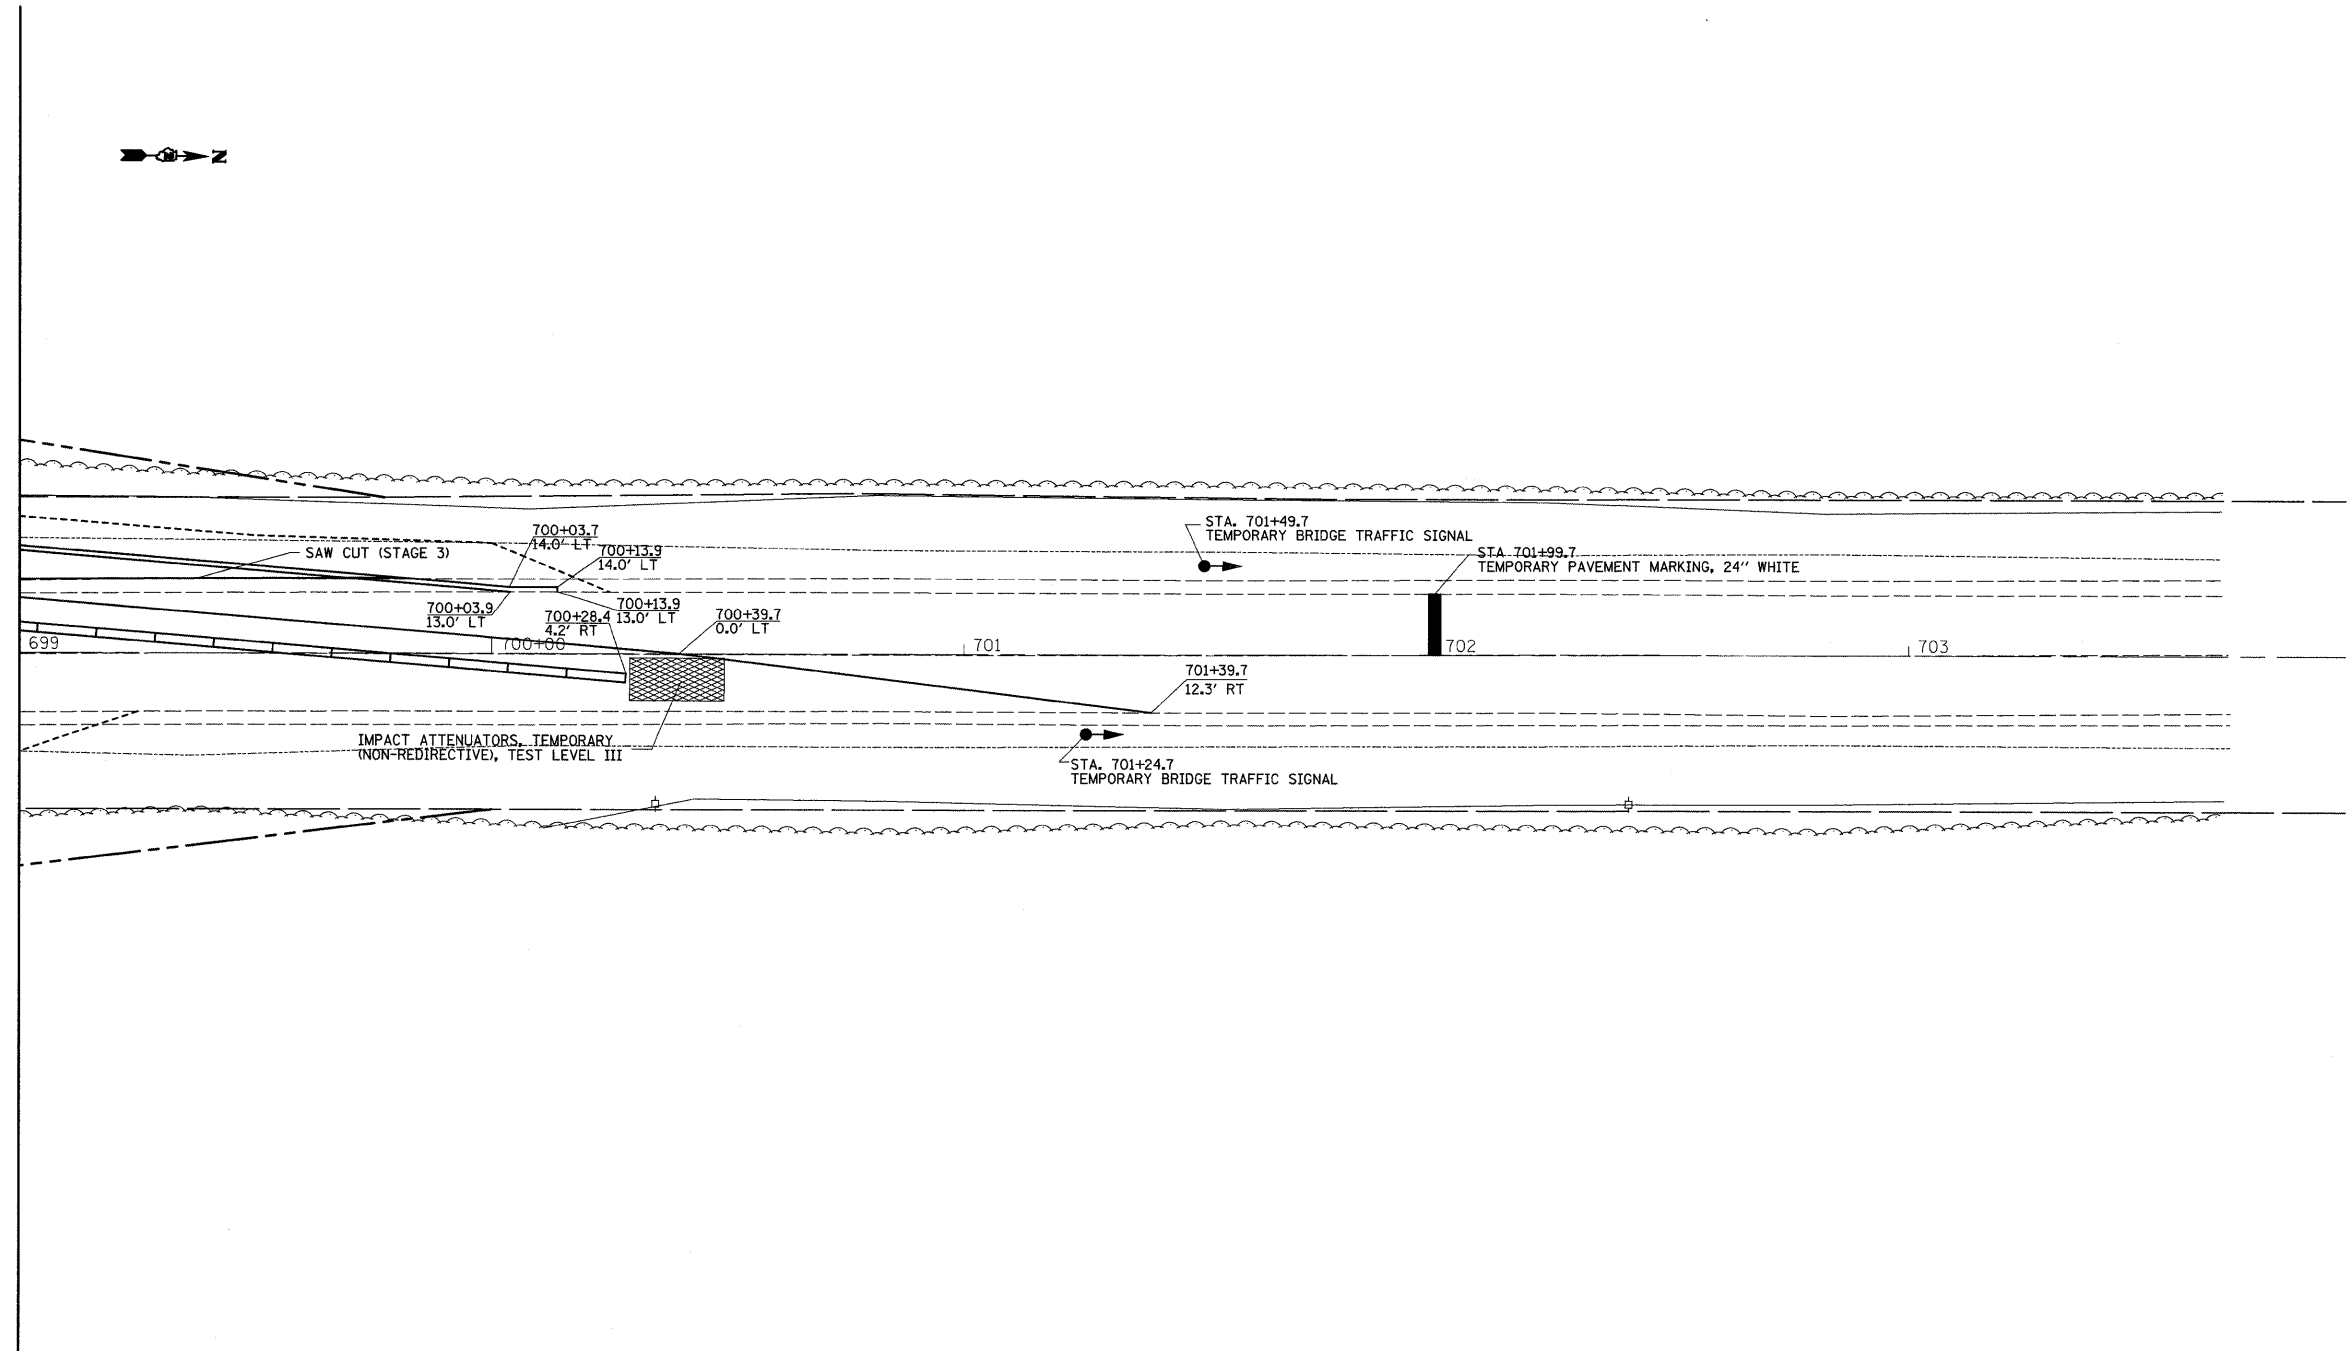 N
STA. 701+49.7
TEMPORARY BRIDGE TRAFFIC SIGNAL
700+03.7
14.0' LT
700+13.9
14.0' LT
SAW CUT (STAGE 3)
STA 701+99.7
TEMPORARY PAVEMENT MARKING, 24'' WHITE
700+03.9
13.0' LT
700+28.4
4.2' RT
700+13.9
13.0' LT
700+39.7
0.0' LT
699
700+00
701
702
703
701+39.7
12.3' RT
IMPACT ATTENUATORS, TEMPORARY
(NON-REDIRECTIVE), TEST LEVEL III
STA. 701+24.7
TEMPORARY BRIDGE TRAFFIC SIGNAL